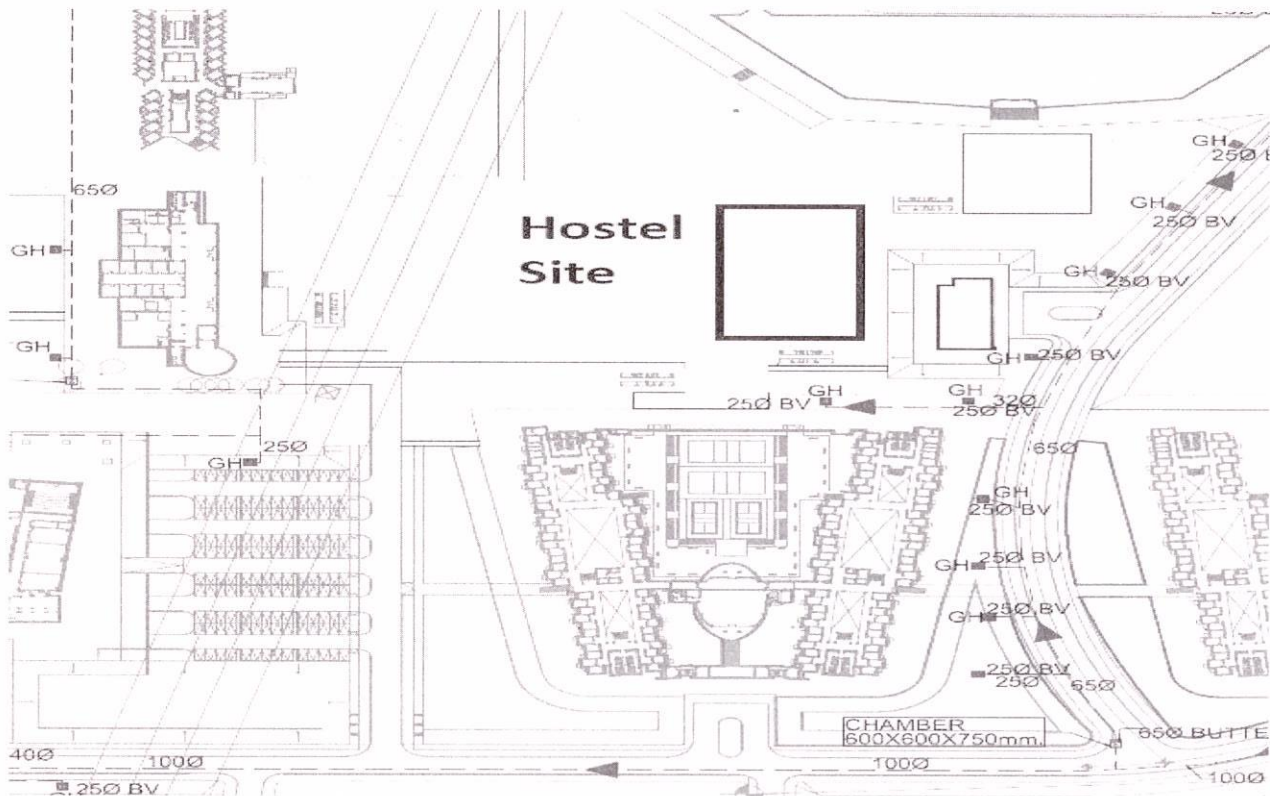 GH
25Ø
65Ø
GH
25Ø BV
GH
Hostel
Site
GH
25Ø BV
GH
GH
25Ø BV
GH
GH
25Ø BV
32Ø
25Ø BV
25Ø
GH
65Ø
GH
25Ø BV
25Ø BV
GH
25Ø BV
GH
25Ø BV
25Ø
65Ø
CHAMBER
600X600X750mm.
65Ø BUTTE
40Ø
100Ø
100Ø
100Ø
25Ø BV